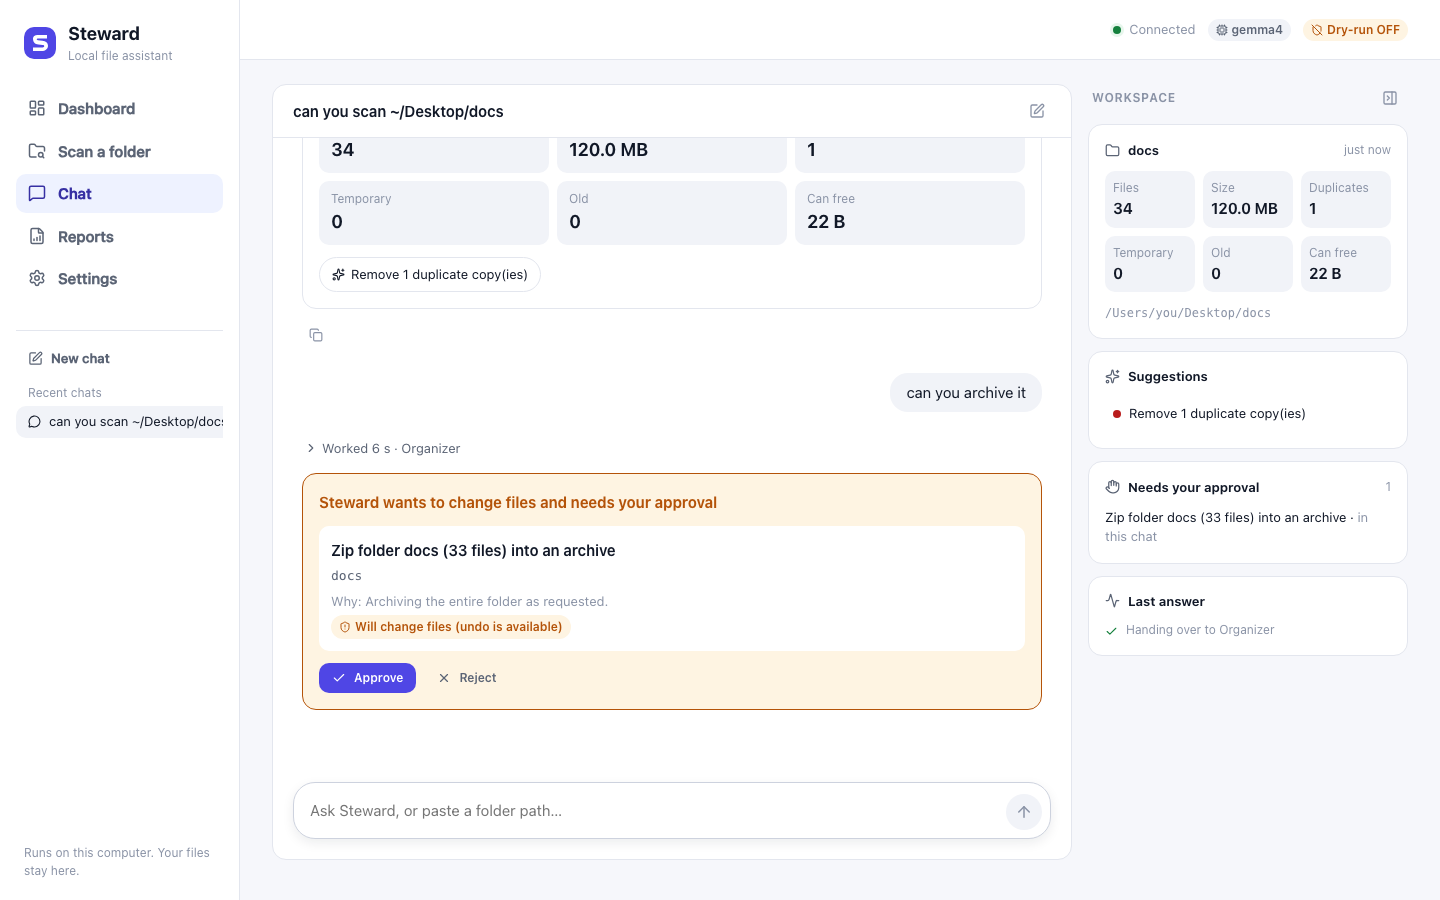 Steward
Local file assistant
Dashboard
Scan a folder
Chat
Reports
Settings
New chat
Recent chats
can you scan ~/Desktop/docs
Runs on this computer. Your files
stay here.
Connected
gemma4
Dry-run OFF
can you scan ~/Desktop/docs
34
120.0 MB
1
Temporary
0
Old
0
Can free
22 B
Remove 1 duplicate copy(ies)
can you archive it
Worked 6 s · Organizer
Steward wants to change files and needs your approval
Zip folder docs (33 files) into an archive
docs
Why: Archiving the entire folder as requested.
Will change files (undo is available)
Approve
Reject
Ask Steward, or paste a folder path...
WORKSPACE
docs
just now
Files
34
Size
120.0 MB
Duplicates
1
Temporary
0
Old
0
Can free
22 B
/Users/you/Desktop/docs
Suggestions
Remove 1 duplicate copy(ies)
Needs your approval
1
Zip folder docs (33 files) into an archive · in
this chat
Last answer
Handing over to Organizer